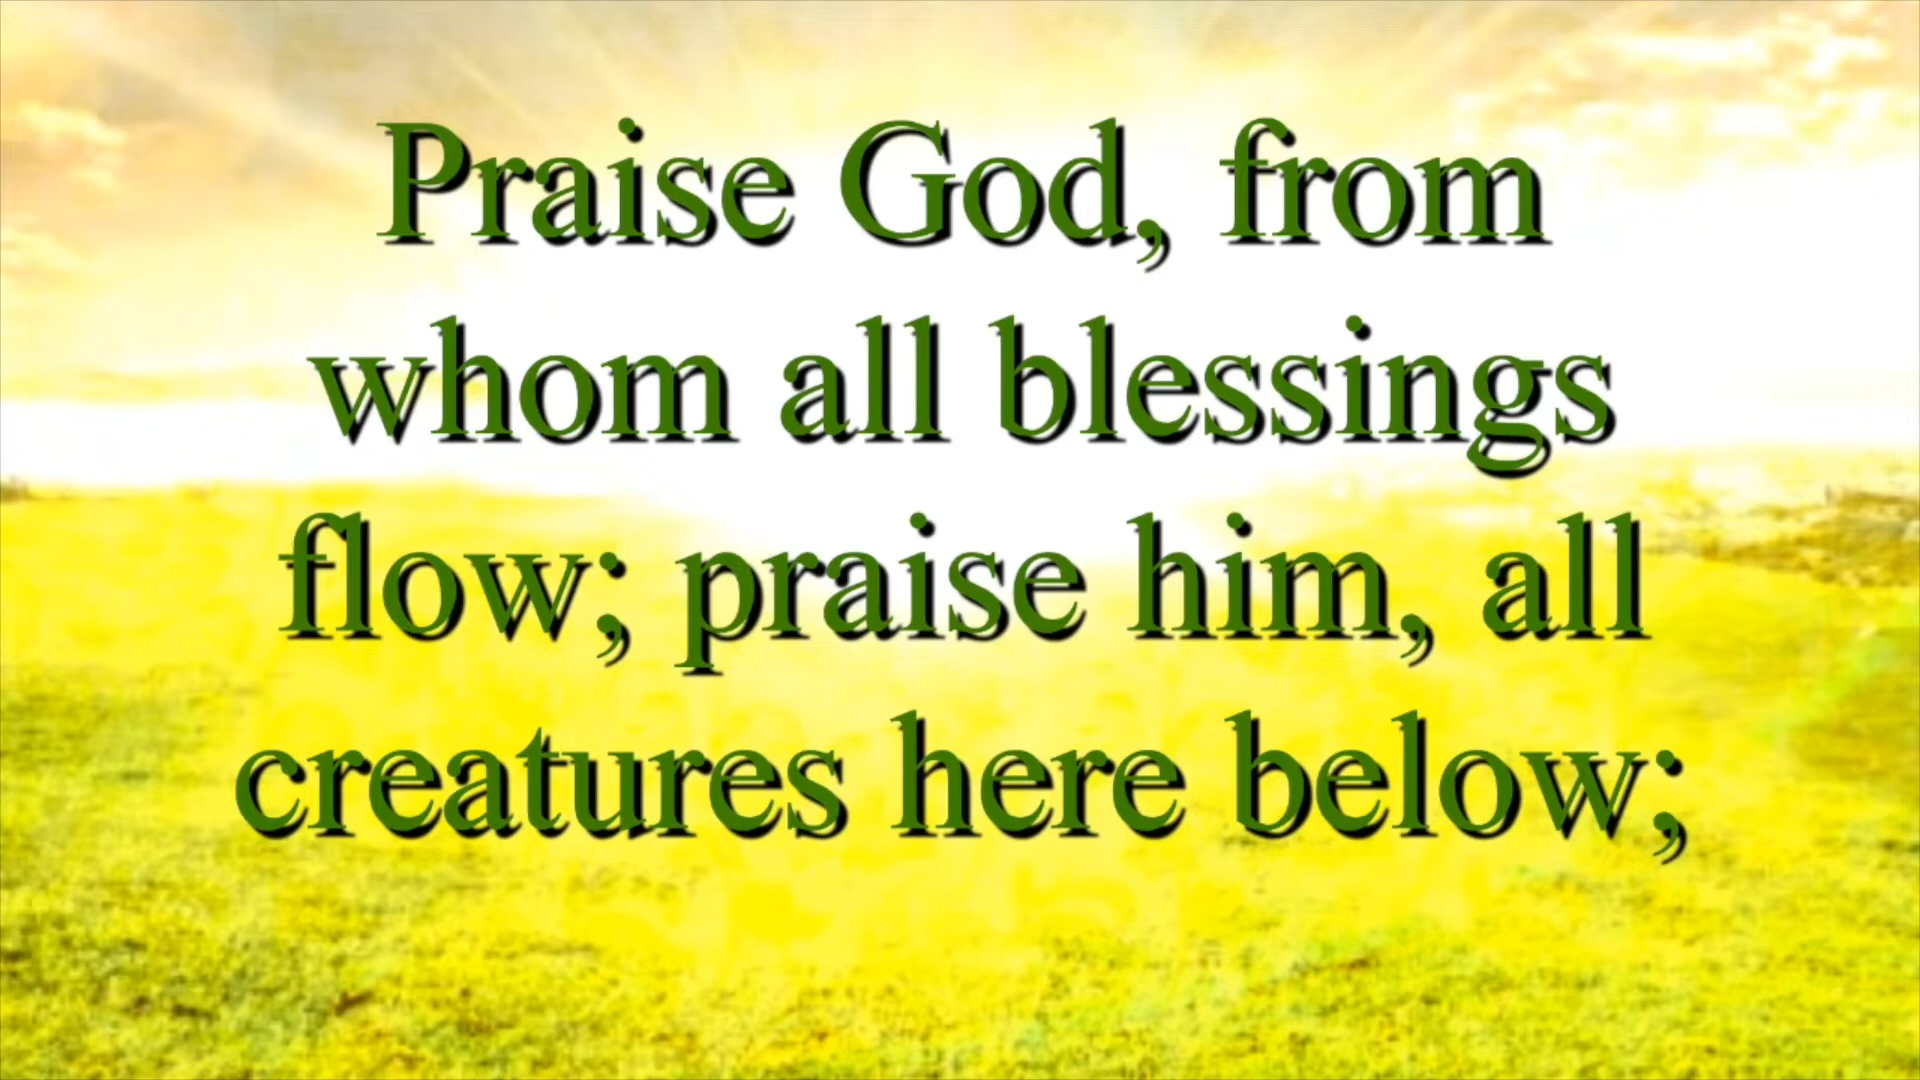 Praise God, from
whom all blessings
flow; praise him, all
creatures here below;